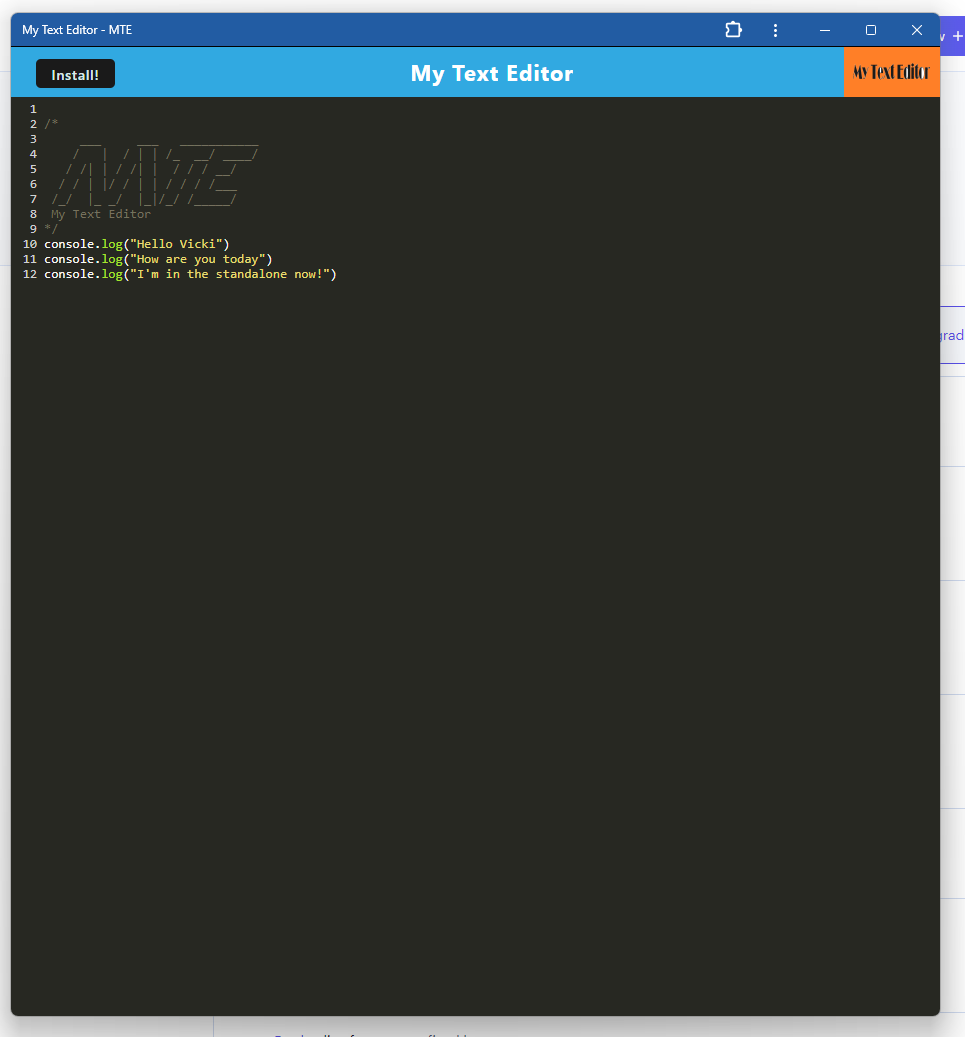 My Text Editor - MTE
Install!
My Text Editor
My Text Editor
1
2 /*
3      ___     ___   ___________
4     /   |  / | | /_  __/ ____/
5    / /| | / /| |  / / / __/
6   / / | |/ / | | / / / /___
7  /_/  |_ _/  |_|/_/ /_____/
8  My Text Editor
9 */
10 console.log("Hello Vicki")
11 console.log("How are you today")
12 console.log("I'm in the standalone now!")